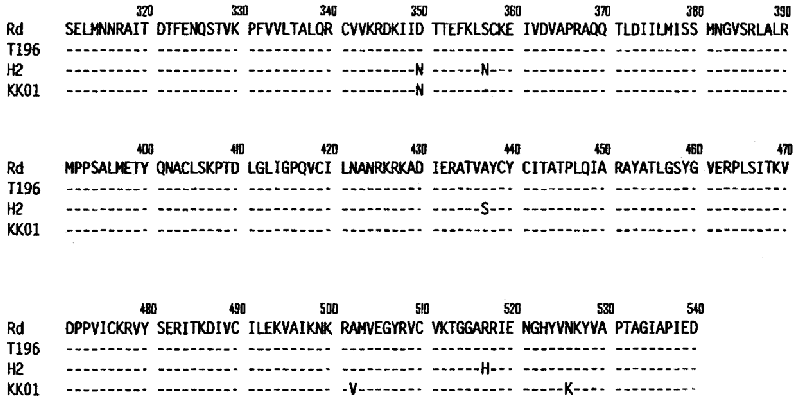 320 330 340 350 360 370 380 390
Rd SELMNNRAIT DTFENQSTVK PFVVLTALQR CVVKRDKIID TTEFKLSCKE IVDVAPRAQQ TLDIILMISS MNGVSRLALR
T196 ---------- ---------- ---------- ---------- ---------- ---------- ---------- ----------
H2 ---------- ---------- ---------- ---------N ------N--- ---------- ---------- ----------
KK01 ---------- ---------- ---------- ---------N ---------- ---------- ---------- ----------
400 410 420 430 440 450 460 470
Rd MPPSALMETY QNACLSKPTD LGLIGPQVCI LNANRKRKAD IERATVAYCY CITATPLQIA RAYATLGSYG VERPLSITKV
T196 ---------- ---------- ---------- ---------- ---------- ---------- ---------- ----------
H2 ---------- ---------- ---------- ---------- ------S--- ---------- ---------- ----------
KK01 ---------- ---------- ---------- ---------- ---------- ---------- ---------- ----------
480 490 500 510 520 530 540
Rd DPPVICKRVY SERITKDIVC ILEKVAIKNK RAMVEGYRVC VKTGGARRIE NGHYVNKYVA PTAGIAPIED
T196 ---------- ---------- ---------- ---------- ---------- ---------- ----------
H2 ---------- ---------- ---------- ---------- ------H--- ---------- ----------
KK01 ---------- ---------- ---------- -V-------- ---------- -----K---- ----------